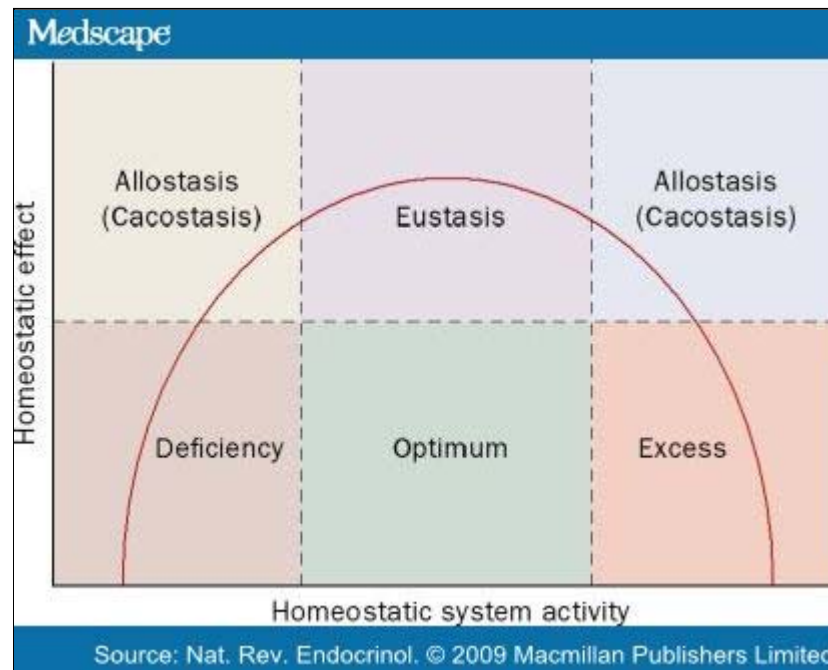 Medscape
Allostasis
(Cacostasis)
Eustasis
Allostasis
(Cacostasis)
Homeostatic effect
Deficiency
Optimum
Excess
Homeostatic system activity
Source: Nat. Rev. Endocrinol. © 2009 Macmillan Publishers Limited